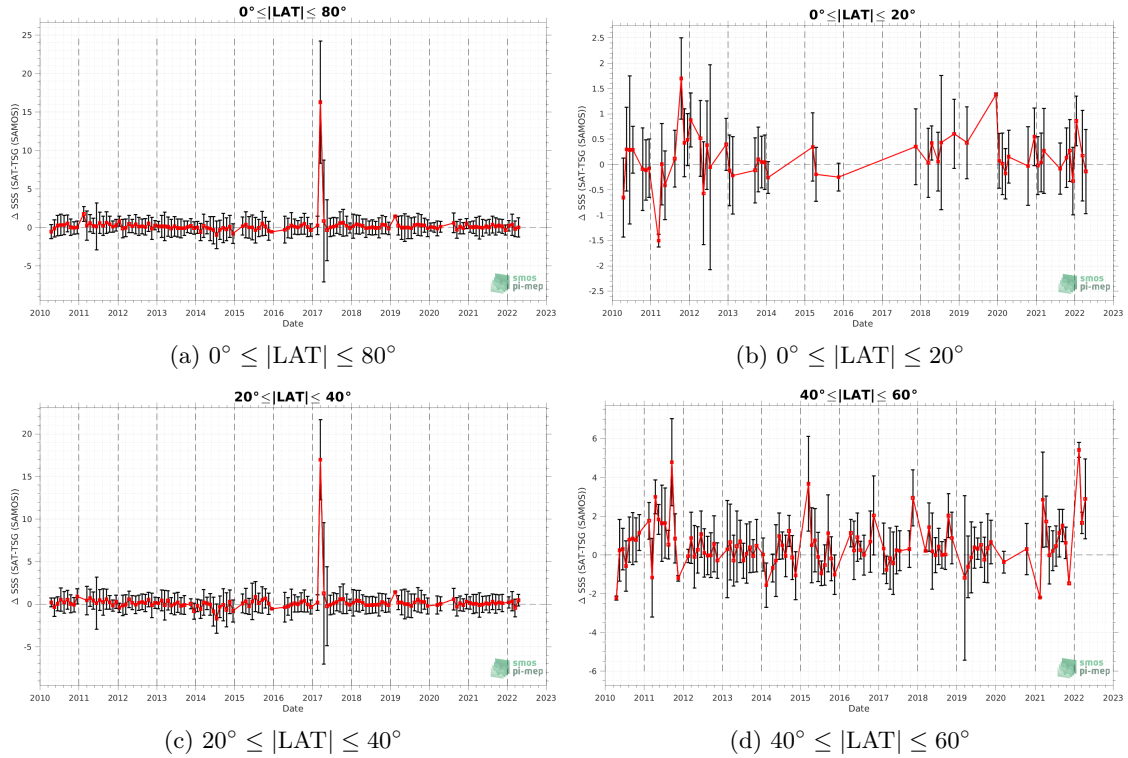 0°≤|LAT|≤ 80°
Δ SSS (SAT-TSG (SAMOS))
25
20
15
10
5
0
-5
2010 2011 2012 2013 2014 2015 2016 2017 2018 2019 2020 2021 2022 2023
Date
smos
pi-mep
(a) 0° ≤ |LAT| ≤ 80°
0°≤|LAT|≤ 20°
Δ SSS (SAT-TSG (SAMOS))
2.5
2
1.5
1
0.5
0
-0.5
-1
-1.5
-2
-2.5
2010 2011 2012 2013 2014 2015 2016 2017 2018 2019 2020 2021 2022 2023
Date
smos
pi-mep
(b) 0° ≤ |LAT| ≤ 20°
20°≤|LAT|≤ 40°
Δ SSS (SAT-TSG (SAMOS))
20
15
10
5
0
-5
2010 2011 2012 2013 2014 2015 2016 2017 2018 2019 2020 2021 2022 2023
Date
smos
pi-mep
(c) 20° ≤ |LAT| ≤ 40°
40°≤|LAT|≤ 60°
Δ SSS (SAT-TSG (SAMOS))
6
4
2
0
-2
-4
-6
2010 2011 2012 2013 2014 2015 2016 2017 2018 2019 2020 2021 2022 2023
Date
smos
pi-mep
(d) 40° ≤ |LAT| ≤ 60°